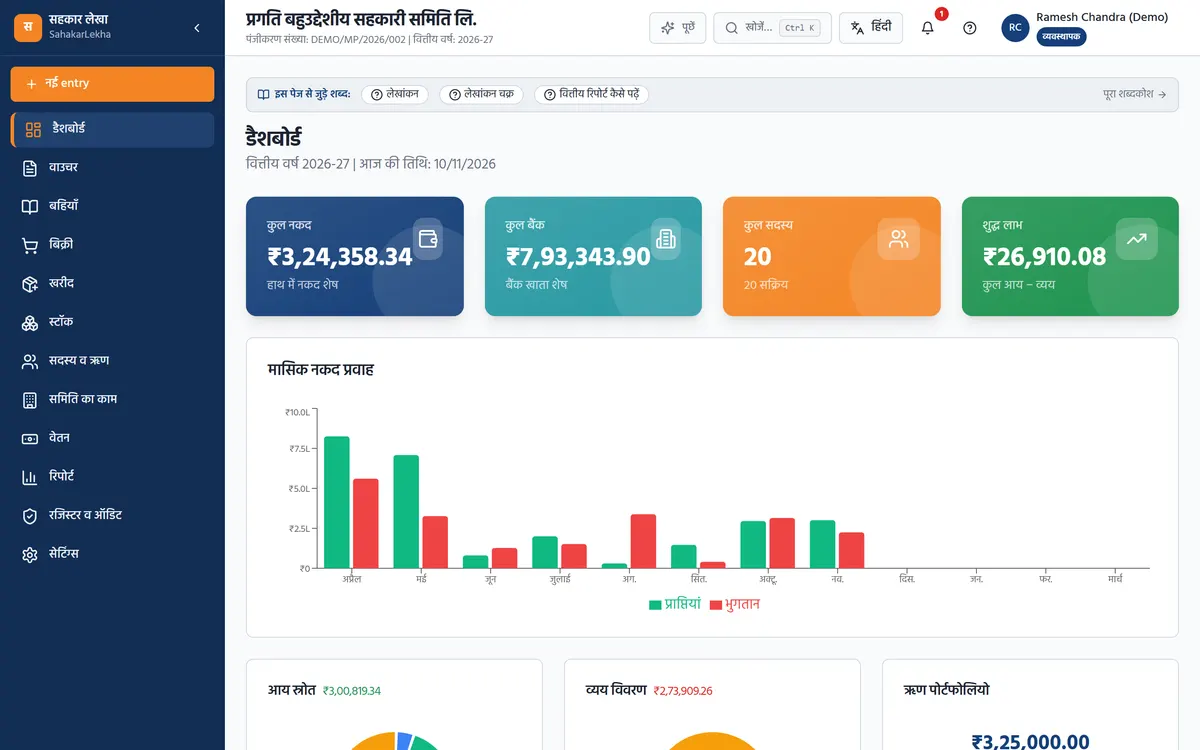 स
सहकार लेखा
SahakarLekha
नई entry
डैशबोर्ड
वाउचर
बहियाँ
बिक्री
खरीद
स्टॉक
सदस्य व ऋण
समिति का काम
वेतन
रिपोर्ट
रजिस्टर व ऑडिट
सेटिंग्स
प्रगति बहुउद्देशीय सहकारी समिति लि.
पंजीकरण संख्या: DEMO/MP/2026/002 | वित्तीय वर्ष: 2026-27
पूछें
खोजें... Ctrl K
हिंदी
1
RC
Ramesh Chandra (Demo)
व्यवस्थापक
इस पेज से जुड़े शब्द: लेखांकन लेखांकन चक्र वित्तीय रिपोर्ट कैसे पढ़ें पूरा शब्दकोश →
डैशबोर्ड
वित्तीय वर्ष 2026-27 | आज की तिथि: 10/11/2026
कुल नकद
₹3,24,358.34
हाथ में नकद शेष
कुल बैंक
₹7,93,343.90
बैंक खाता शेष
कुल सदस्य
20
20 सक्रिय
शुद्ध लाभ
₹26,910.08
कुल आय − व्यय
मासिक नकद प्रवाह
₹10.0L
₹7.5L
₹5.0L
₹2.5L
₹0
अप्रैल मई जून जुलाई अग. सित. अक्टू. नव. दिस. जन. फर. मार्च
प्राप्तियां भुगतान
आय स्रोत ₹3,00,819.34
व्यय विवरण ₹2,73,909.26
ऋण पोर्टफोलियो
₹3,25,000.00